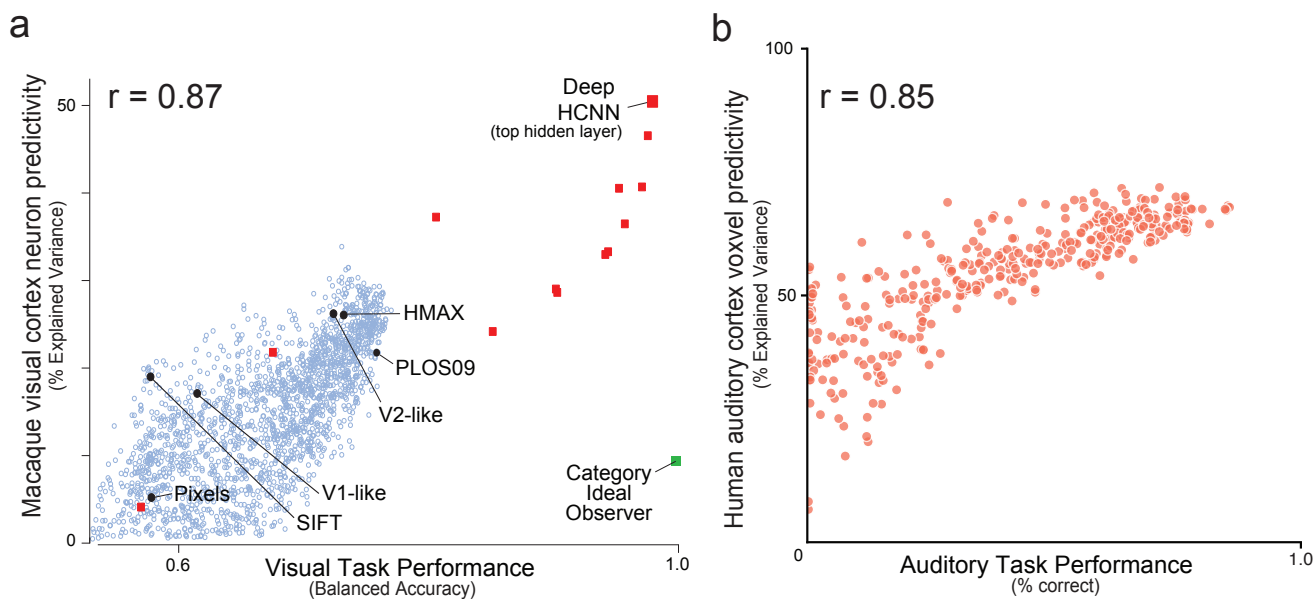 a
r = 0.87
Macaque visual cortex neuron predictivity
(% Explained Variance)
50
0
Deep
HCNN
(top hidden layer)
HMAX
PLOS09
V2-like
V1-like
SIFT
Pixels
Category
Ideal
Observer
0.6
1.0
Visual Task Performance
(Balanced Accuracy)
b
r = 0.85
Human auditory cortex voxvel predictivity
(% Explained Variance)
100
50
0
1.0
Auditory Task Performance
(% correct)